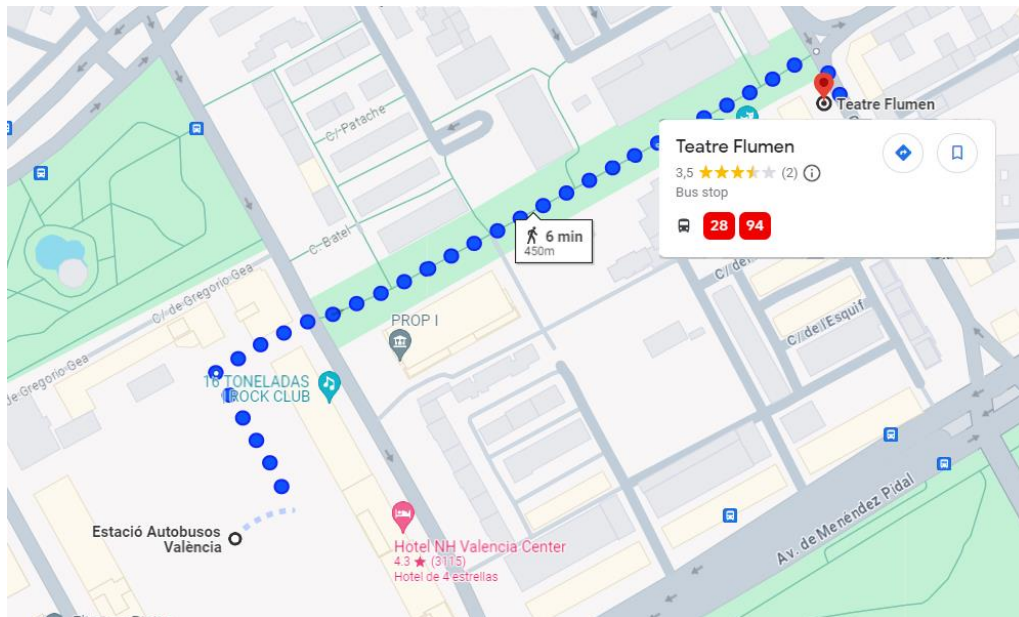 Teatre Flumen
Teatre Flumen
3,5 (2)
Bus stop
28 94
C/ Patache
C- Batel
6 min
450m
C/ de Gregorio Gea
de Gregorio Gea
PROP I
16 TONELADAS
ROCK CLUB
C/ de l'Esquif
Av. de Menéndez Pidal
Estació Autobusos
València
Hotel NH Valencia Center
4.3 ★ (3115)
Hotel de 4 estrellas